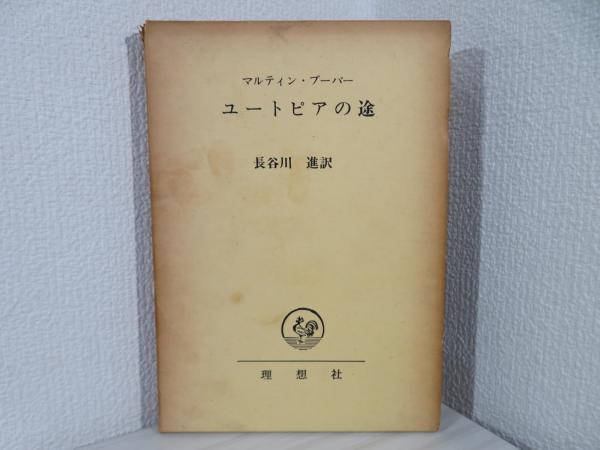 マルティン・ブーバー
ユートピアの途
長谷川 進訳
理想社